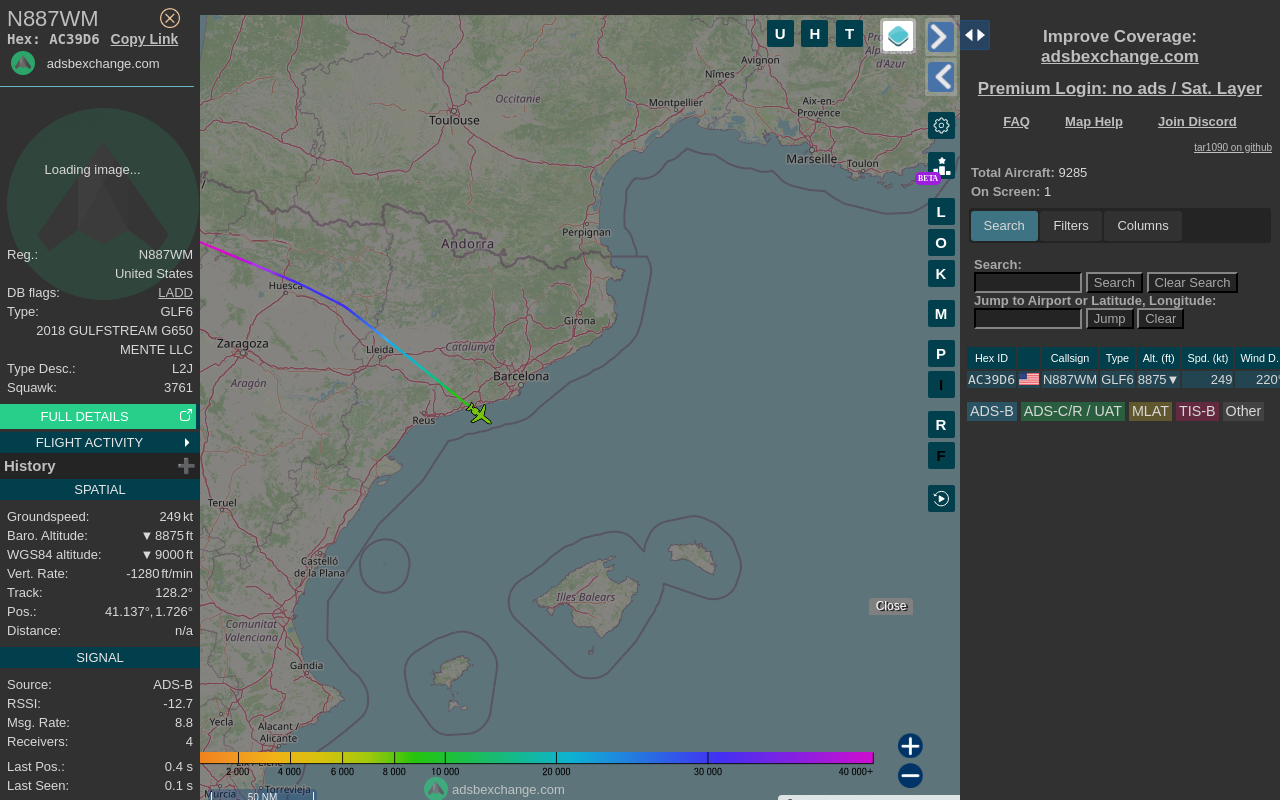 N887WM
Hex: AC39D6 Copy Link
adsbexchange.com
Loading image...
Reg.: N887WM
United States
DB flags: LADD
Type: GLF6
2018 GULFSTREAM G650
MENTE LLC
Type Desc.: L2J
Squawk: 3761
FULL DETAILS
FLIGHT ACTIVITY
History
SPATIAL
Groundspeed: 249 kt
Baro. Altitude: ▼ 8875 ft
WGS84 altitude: ▼ 9000 ft
Vert. Rate: -1280 ft/min
Track: 128.2°
Pos.: 41.137°, 1.726°
Distance: n/a
SIGNAL
Source: ADS-B
RSSI: -12.7
Msg. Rate: 8.8
Receivers: 4
Last Pos.: 0.4 s
Last Seen: 0.1 s
U H T
Avignon
d'Azur
Nîmes
Occitanie
Montpellier
Aix-en-
Provence
Toulouse
Marseille
Toulon
Perpignan
Andorra
Huesca
Girona
Zaragoza
Lleida
Catalunya
Aragón
Barcelona
Reus
Teruel
Castelló
de la Plana
Illes Balears
Comunitat
Valenciana
Gandia
Yecla
Alacant /
Alicante
Murcia
Torrevieja
BETA
L
O
K
M
P
I
R
F
Close
2 000 4 000 6 000 8 000 10 000 20 000 30 000 40 000+
50 NM
adsbexchange.com
Improve Coverage:
adsbexchange.com
Premium Login: no ads / Sat. Layer
FAQ Map Help Join Discord
tar1090 on github
Total Aircraft: 9285
On Screen: 1
Search Filters Columns
Search:
Search Clear Search
Jump to Airport or Latitude, Longitude:
Jump Clear
Hex ID Callsign Type Alt. (ft) Spd. (kt) Wind D.
AC39D6 N887WM GLF6 8875▼ 249 220°
ADS-B ADS-C/R / UAT MLAT TIS-B Other